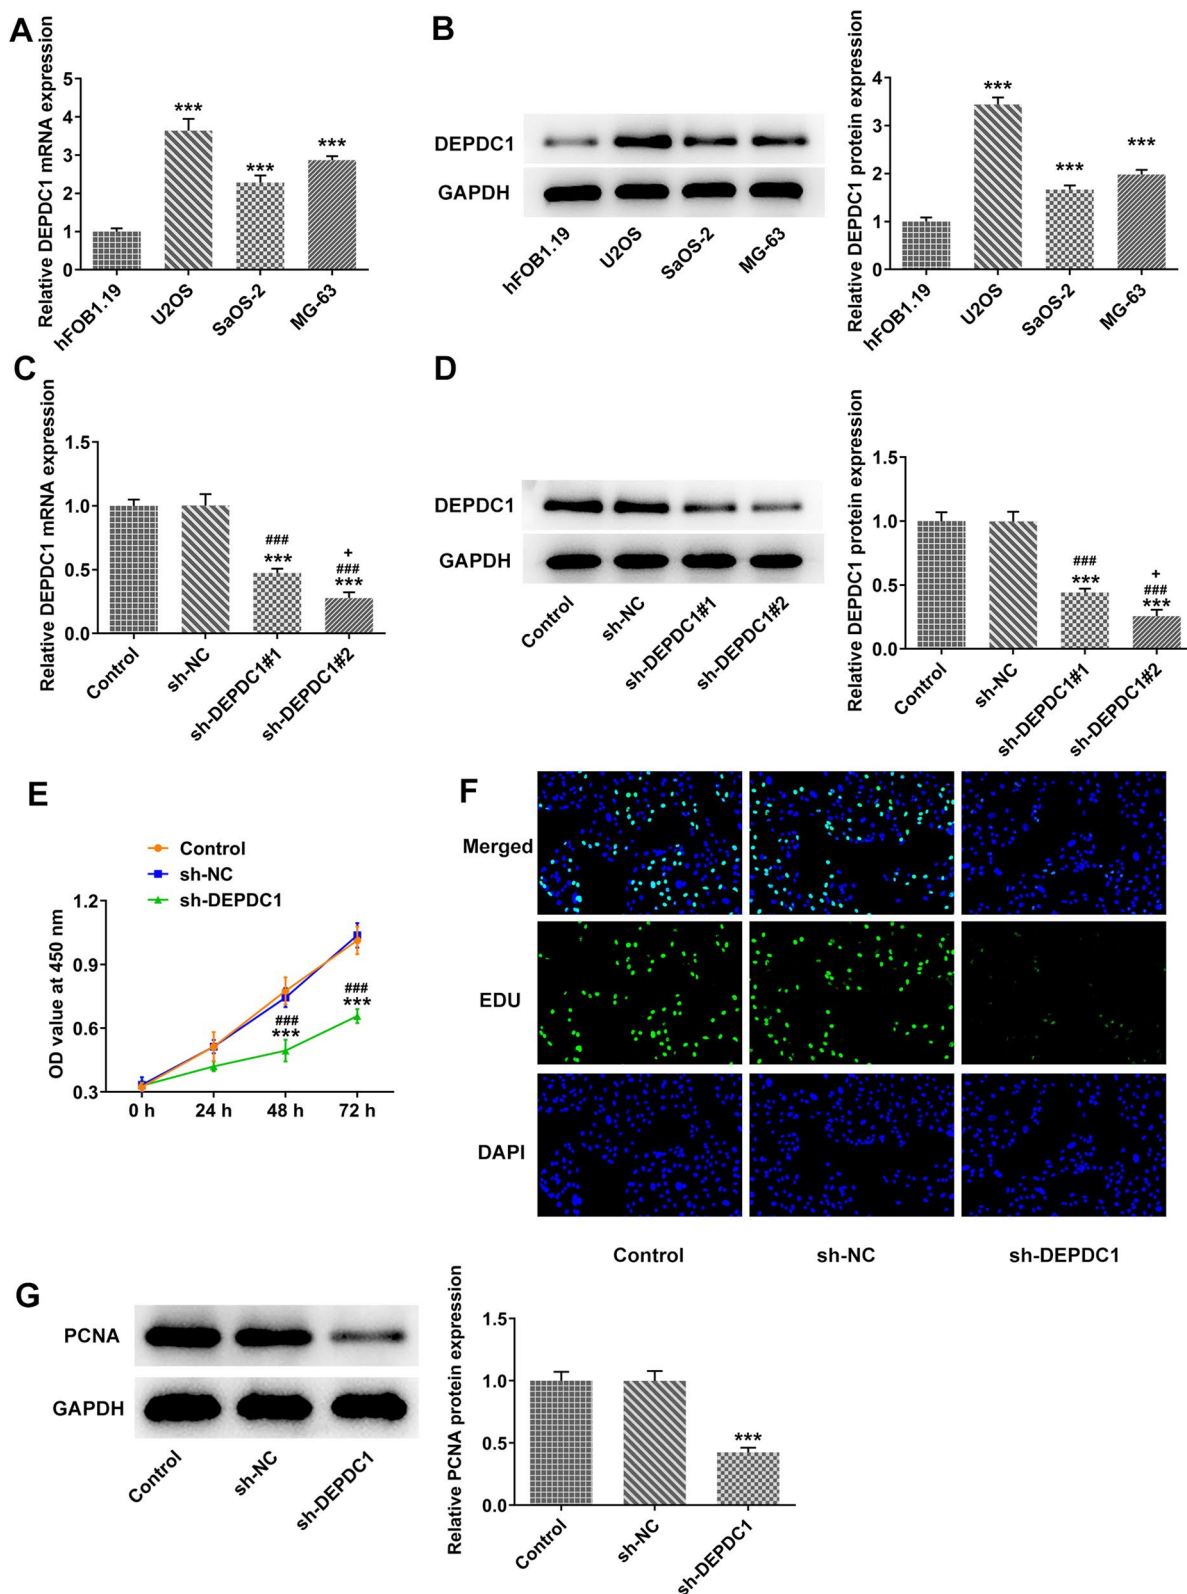 A
Relative DEPDC1 mRNA expression
5
4
3
2
1
0
***
***
***
hFOB1.19
U2OS
SaOS-2
MG-63
B
DEPDC1
GAPDH
hFOB1.19
U2OS
SaOS-2
MG-63
Relative DEPDC1 protein expression
4
3
2
1
0
***
***
***
hFOB1.19
U2OS
SaOS-2
MG-63
C
Relative DEPDC1 mRNA expression
1.5
1.0
0.5
0.0
###
***
+
###
***
Control
sh-NC
sh-DEPDC1#1
sh-DEPDC1#2
D
DEPDC1
GAPDH
Control
sh-NC
sh-DEPDC1#1
sh-DEPDC1#2
Relative DEPDC1 protein expression
1.5
1.0
0.5
0.0
###
***
+
###
***
Control
sh-NC
sh-DEPDC1#1
sh-DEPDC1#2
E
Control
sh-NC
sh-DEPDC1
OD value at 450 nm
1.2
0.9
0.6
0.3
###
***
###
***
0 h
24 h
48 h
72 h
F
Merged
EDU
DAPI
Control
sh-NC
sh-DEPDC1
G
PCNA
GAPDH
Control
sh-NC
sh-DEPDC1
Relative PCNA protein expression
1.5
1.0
0.5
0.0
***
Control
sh-NC
sh-DEPDC1